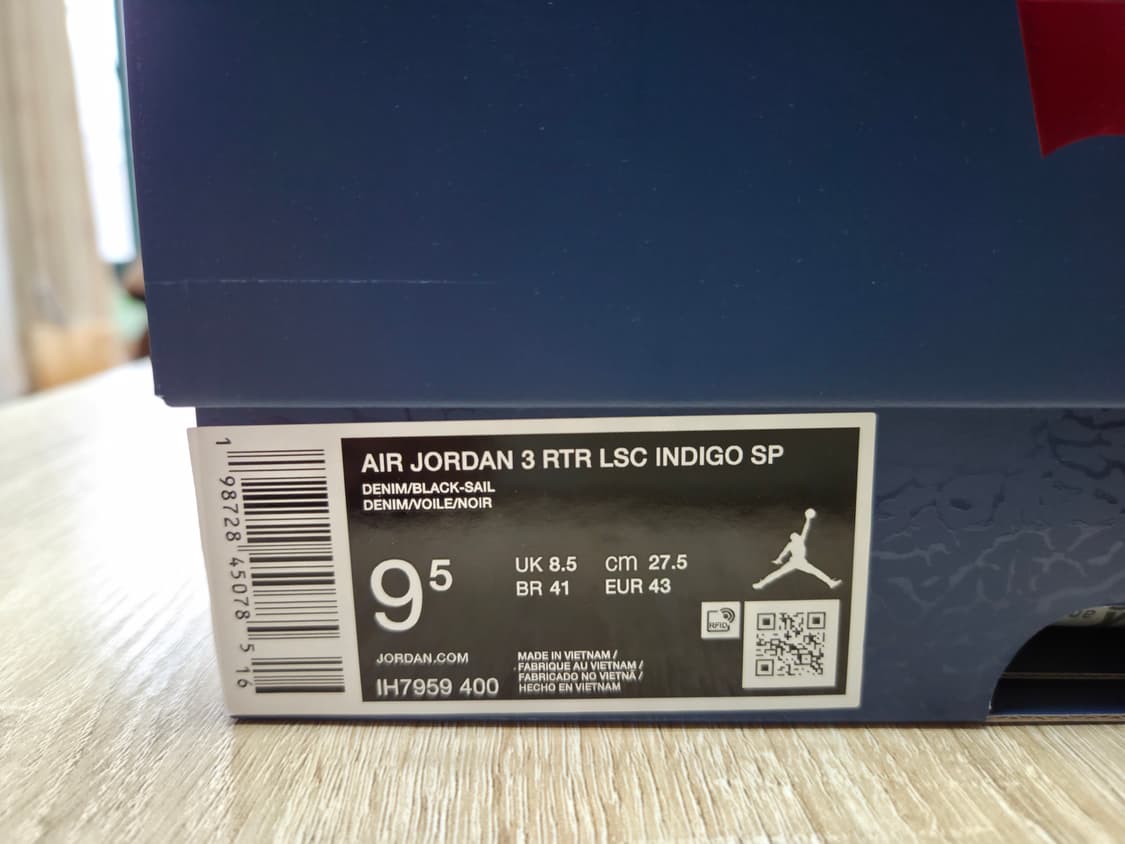 AIR JORDAN 3 RTR LSC INDIGO SP
DENIM/BLACK-SAIL
DENIM/VOILE/NOIR
9 5
UK 8.5 cm 27.5
BR 41 EUR 43
RFID
JORDAN.COM
IH7959 400
MADE IN VIETNAM /
FABRIQUE AU VIETNAM /
FABRICADO NO VIETNÃ /
HECHO EN VIETNAM
1 98728 45078 5 16